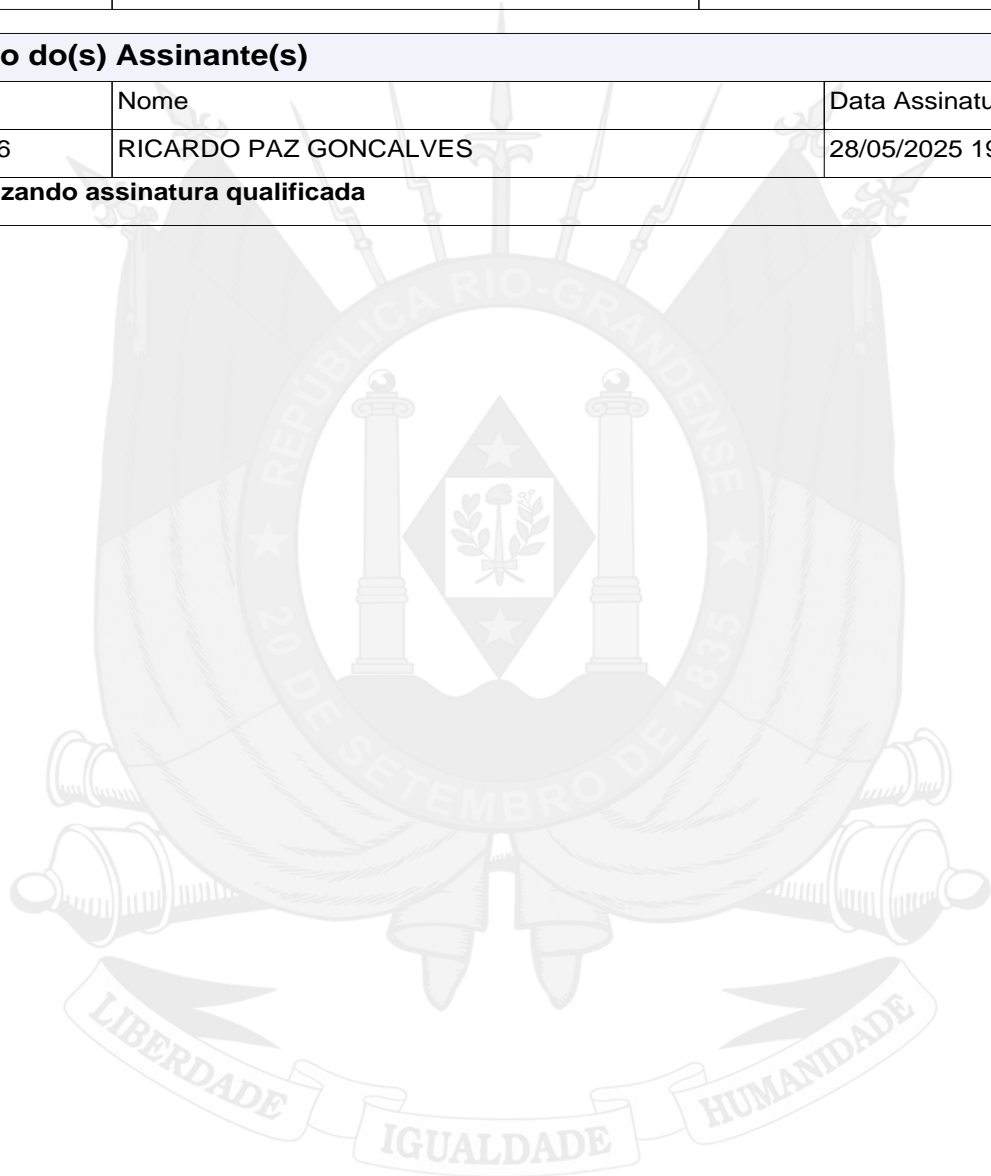 o do(s) Assinante(s)
Nome
Data Assinatu
6
RICARDO PAZ GONCALVES
28/05/2025 19
zando assinatura qualificada
REPÚBLICA RIO-GRANDENSE
★ 20 DE SETEMBRO DE 1835 ★
LIBERDADE
IGUALDADE
HUMANIDADE